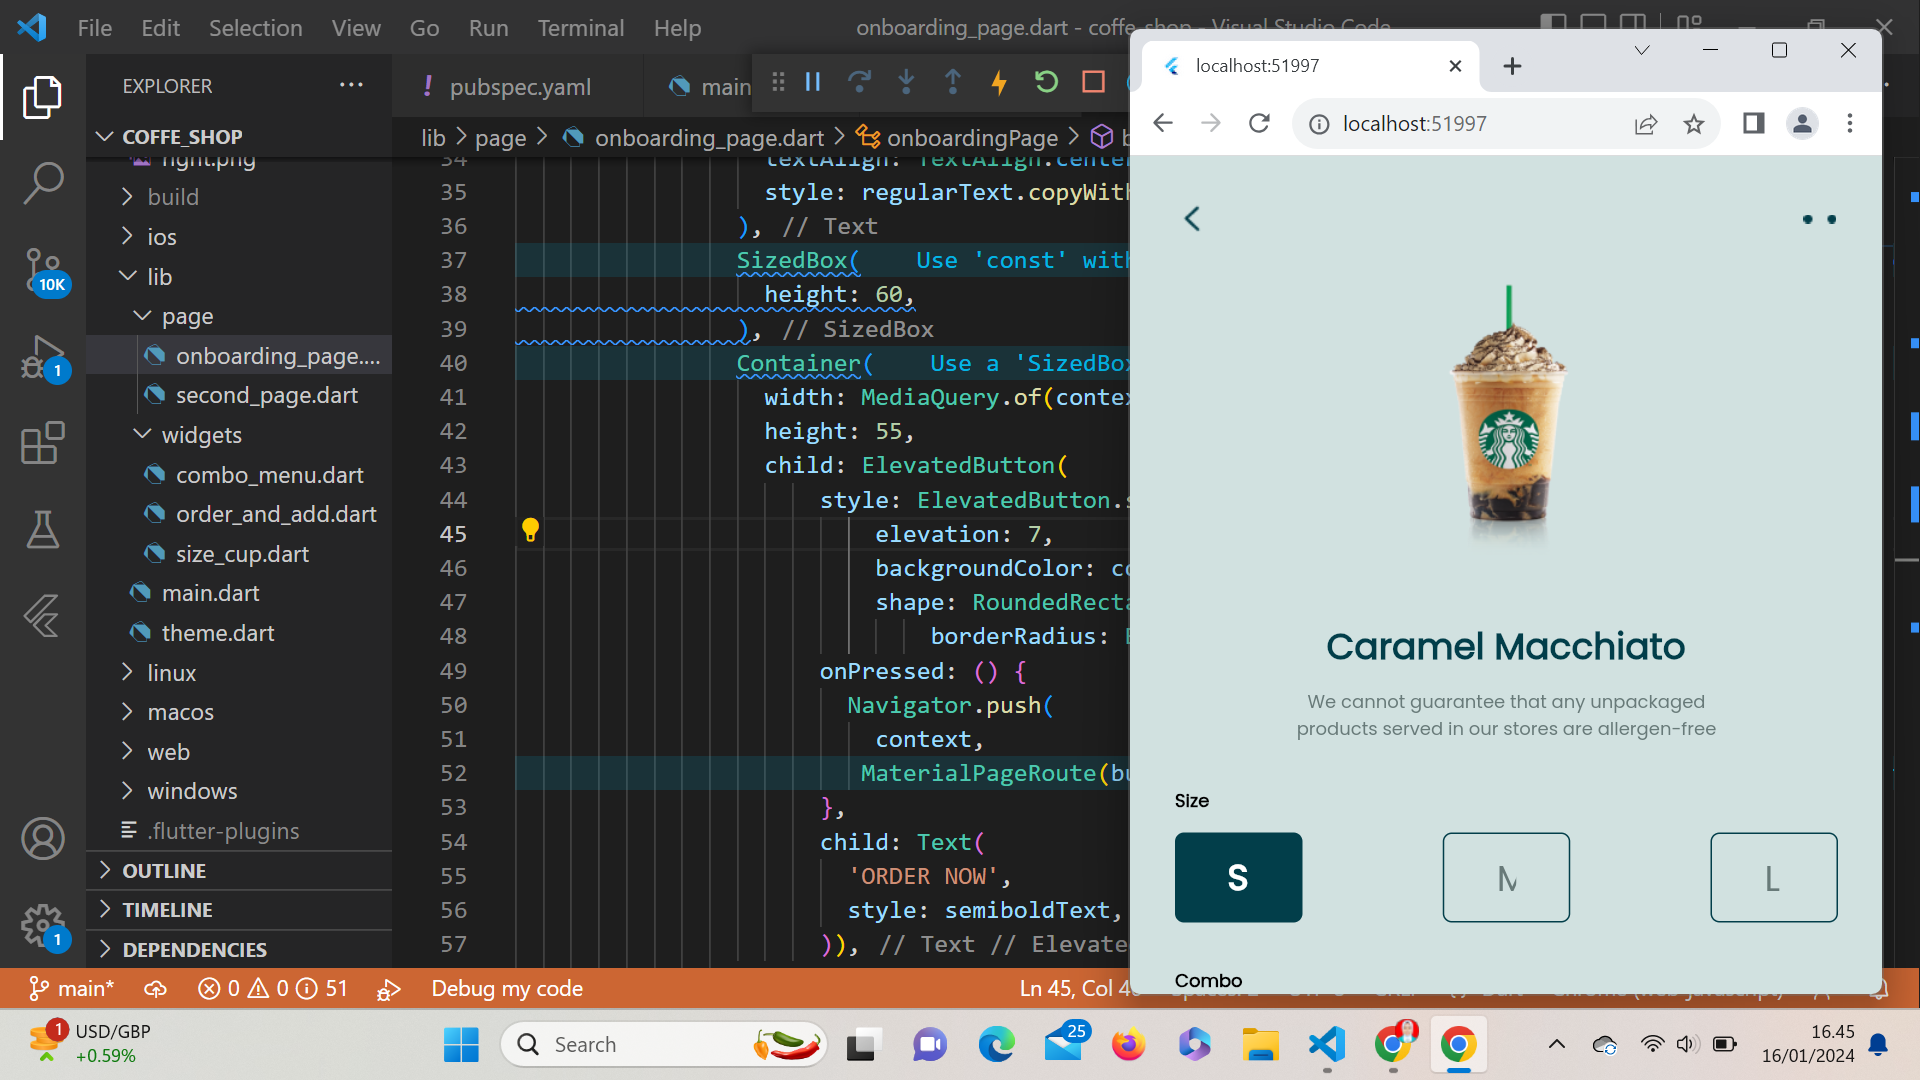 File Edit Selection View Go Run Terminal Help
onboarding_page.dart - coffe_shop - Visual Studio Code
EXPLORER
pubspec.yaml
main
COFFE_SHOP
lib > page > onboarding_page.dart > onboardingPage > b
right.png
build
ios
lib
page
onboarding_page....
second_page.dart
widgets
combo_menu.dart
order_and_add.dart
size_cup.dart
main.dart
theme.dart
linux
macos
web
windows
.flutter-plugins
OUTLINE
TIMELINE
DEPENDENCIES
10K
1
1
34 textAlign: TextAlign.center
35 style: regularText.copyWith
36 ), // Text
37 SizedBox( Use 'const' with
38 height: 60,
39 ), // SizedBox
40 Container( Use a 'SizedBox
41 width: MediaQuery.of(contex
42 height: 55,
43 child: ElevatedButton(
44 style: ElevatedButton.s
45 elevation: 7,
46 backgroundColor: co
47 shape: RoundedRecta
48 borderRadius: B
49 onPressed: () {
50 Navigator.push(
51 context,
52 MaterialPageRoute(bu
53 },
54 child: Text(
55 'ORDER NOW',
56 style: semiboldText,
57 )), // Text // Elevate
main* 0 0 51 Debug my code
Ln 45, Col 4
localhost:51997
localhost:51997
Caramel Macchiato
We cannot guarantee that any unpackaged
products served in our stores are allergen-free
Size
S M L
Combo
1
USD/GBP
+0.59%
Search
25
16.45
16/01/2024